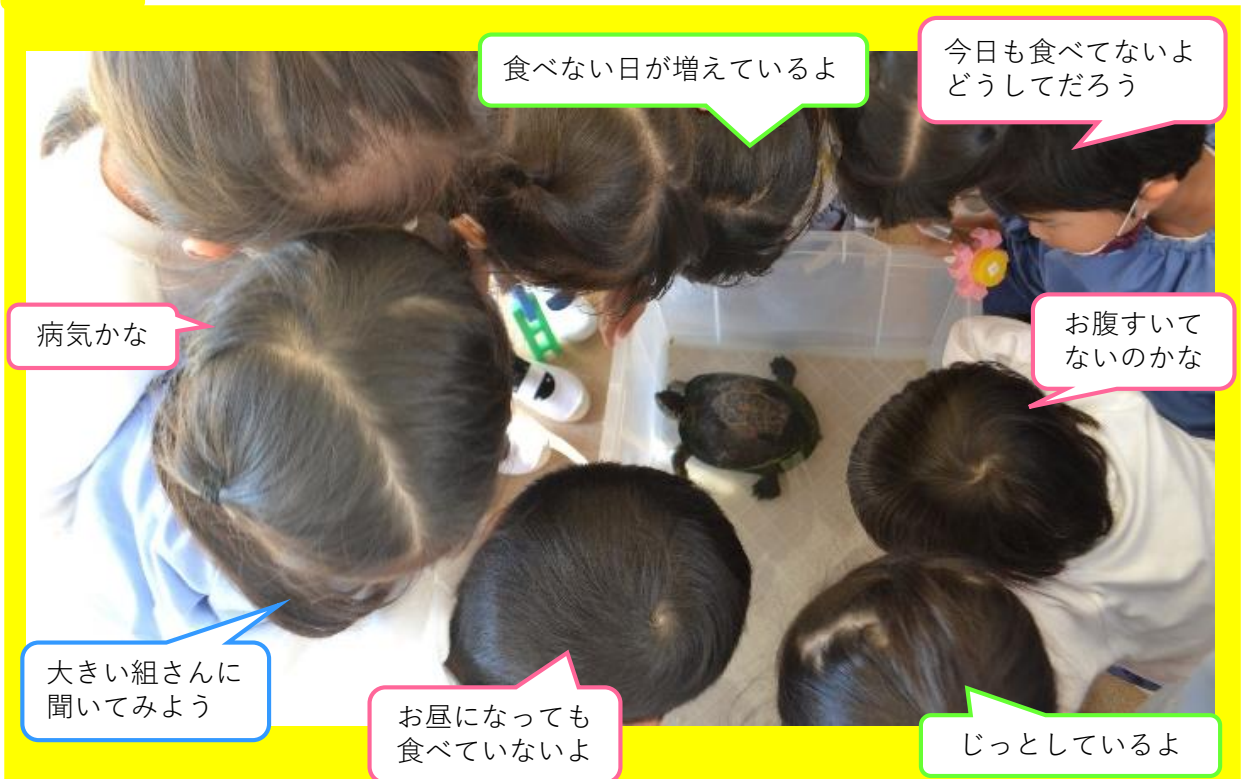 食べない日が増えているよ
今日も食べてないよ
どうしてだろう
病気かな
お腹すいて
ないのかな
大きい組さんに
聞いてみよう
お昼になっても
食べていないよ
じっとしているよ